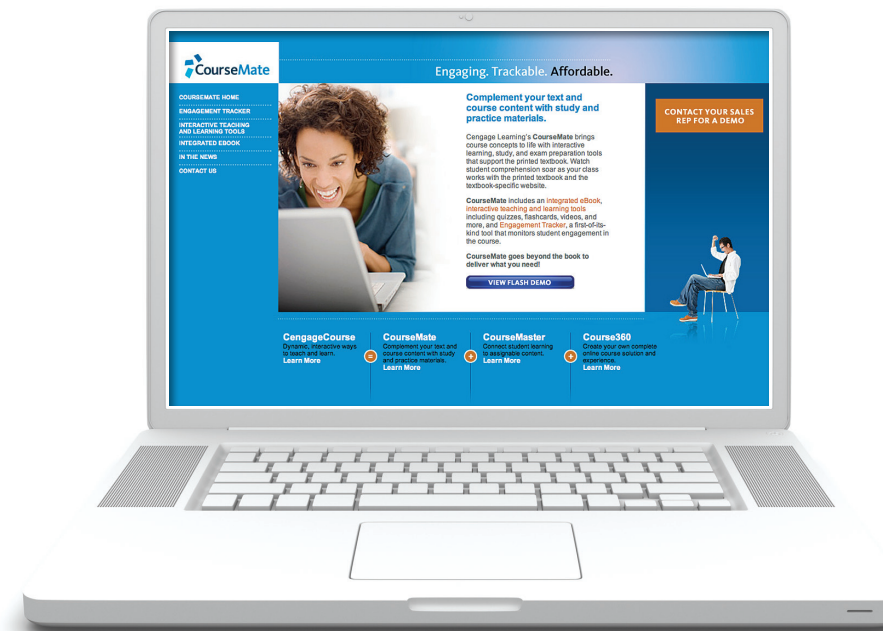 CourseMate
Engaging. Trackable. Affordable.
COURSEMATE HOME
ENGAGEMENT TRACKER
INTERACTIVE TEACHING
AND LEARNING TOOLS
INTEGRATED EBOOK
IN THE NEWS
CONTACT US
Complement your text and
course content with study and
practice materials.
Cengage Learning's CourseMate brings
course concepts to life with interactive
learning, study, and exam preparation tools
that support the printed textbook. Watch
student comprehension soar as your class
works with the printed textbook and the
textbook-specific website.
CourseMate includes an integrated eBook,
interactive teaching and learning tools
including quizzes, flashcards, videos, and
more, and Engagement Tracker, a first-of-its-
kind tool that monitors student engagement in
the course.
CourseMate goes beyond the book to
deliver what you need!
VIEW FLASH DEMO
CONTACT YOUR SALES
REP FOR A DEMO
CengageCourse
Dynamic, interactive ways
to teach and learn.
Learn More
=
CourseMate
Complement your text and
course content with study
and practice materials.
Learn More
+
CourseMaster
Connect student learning
to assignable content.
Learn More
+
Course360
Create your own complete
online course solution and
experience.
Learn More